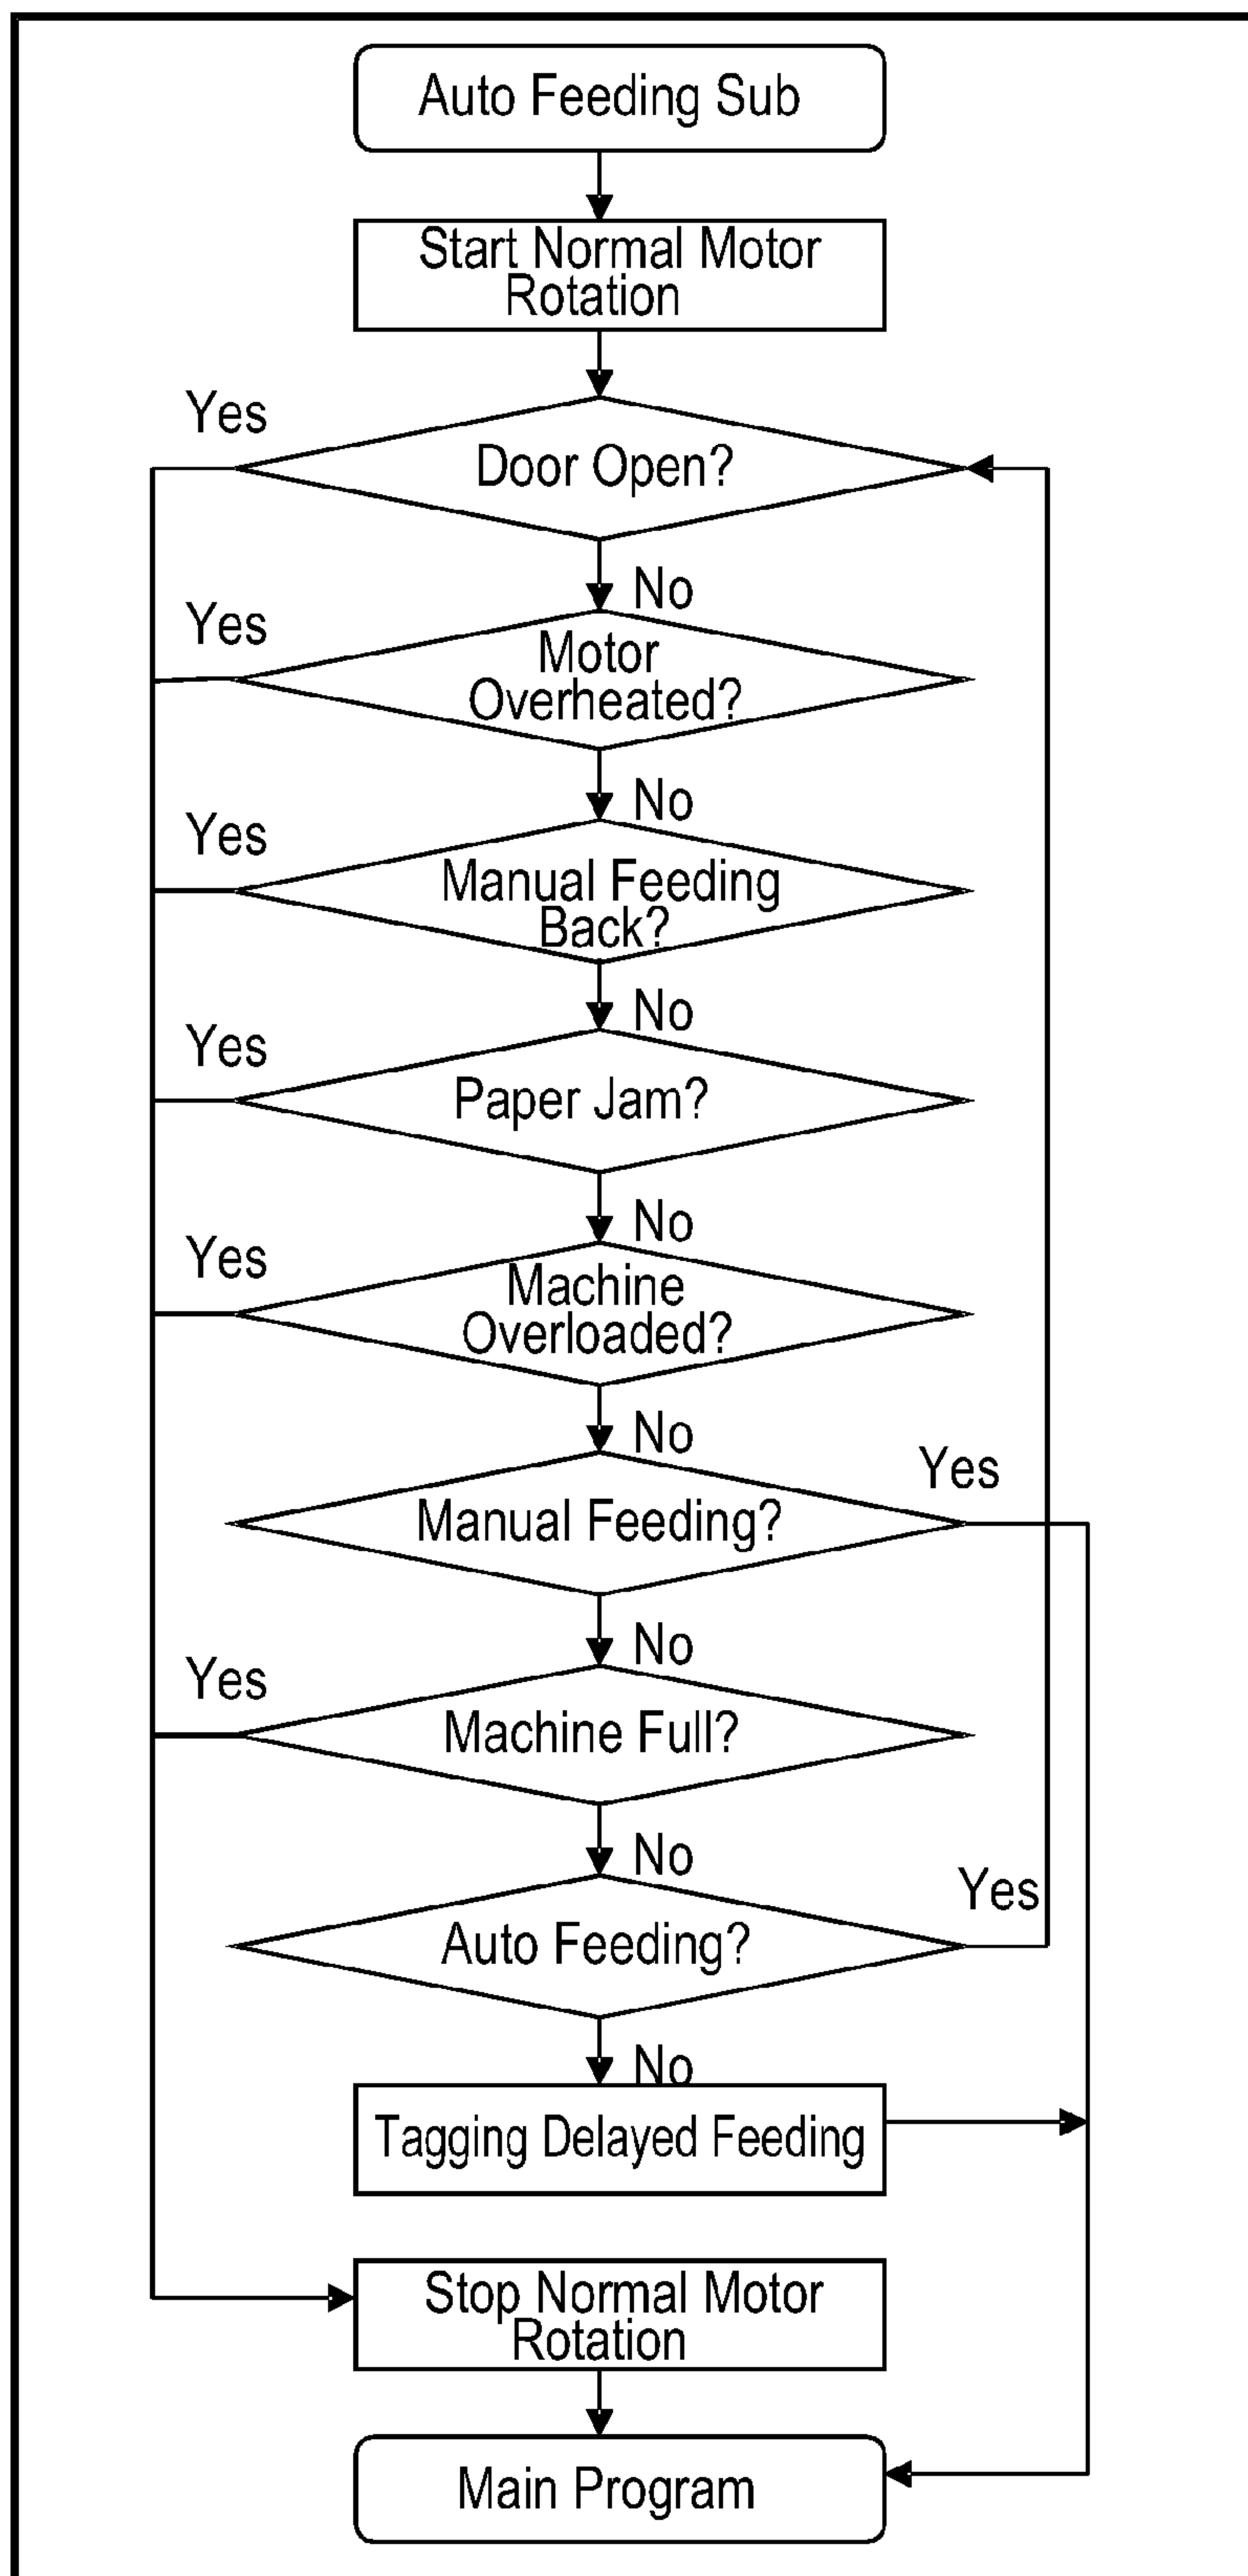 Auto Feeding Sub
Start Normal Motor
Rotation
Yes
Door Open?
No
Yes
Motor
Overheated?
No
Yes
Manual Feeding
Back?
No
Yes
Paper Jam?
No
Yes
Machine
Overloaded?
No
Yes
Manual Feeding?
No
Yes
Machine Full?
No
Yes
Auto Feeding?
No
Tagging Delayed Feeding
Stop Normal Motor
Rotation
Main Program